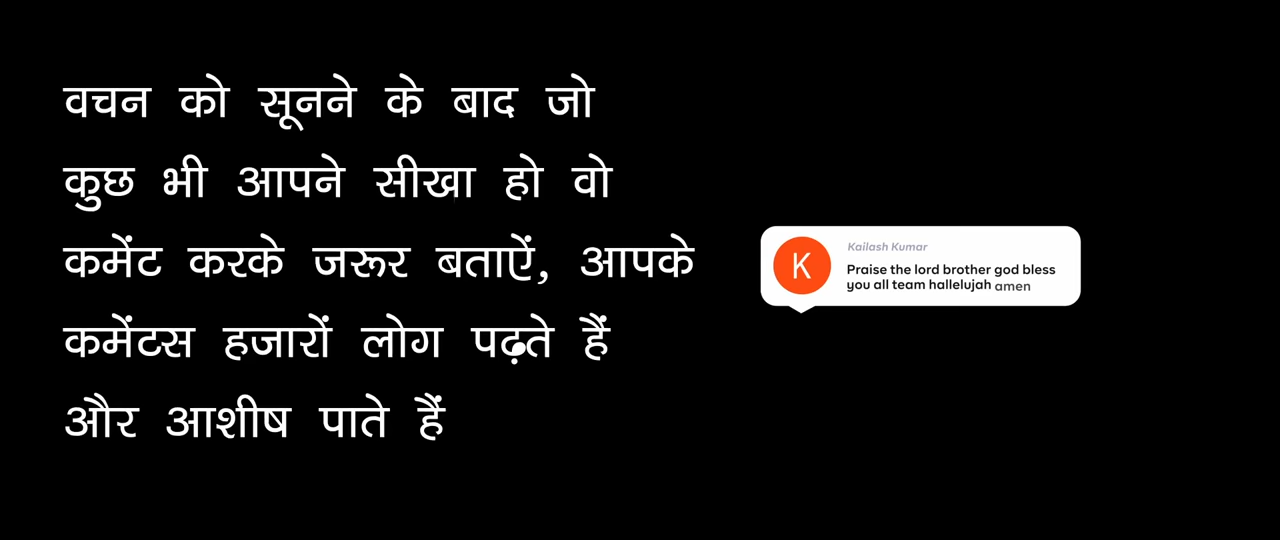 वचन को सूनने के बाद जो
कुछ भी आपने सीखा हो वो
कमेंट करके जरूर बताऐं, आपके
कमेंटस हजारों लोग पढ़ते हैं
और आशीष पाते हैं
K
Kailash Kumar
Praise the lord brother god bless
you all team hallelujah amen